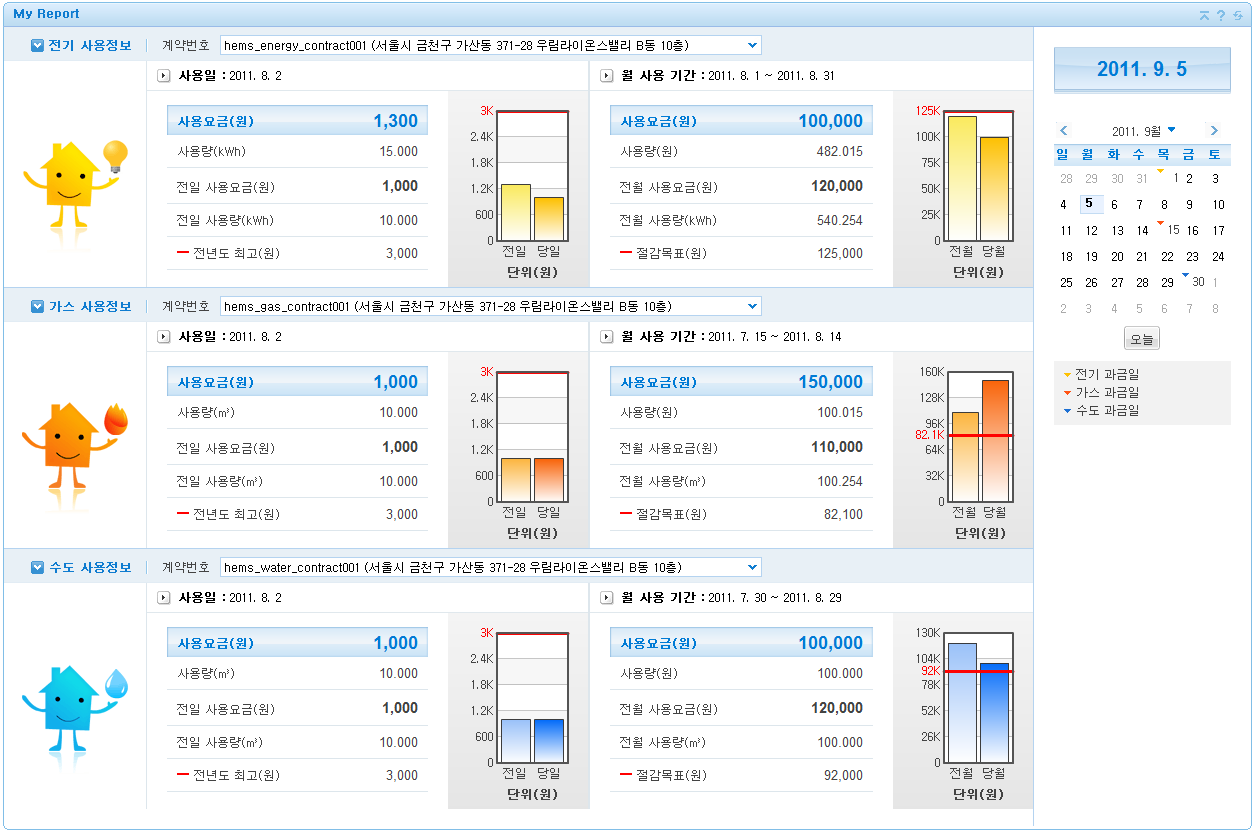 My Report
전기 사용정보 계약번호 hems_energy_contract001 (서울시 금천구 가산동 371-28 우림라이온스밸리 B동 10층)
사용일 : 2011. 8. 2
사용요금(원) 1,300
사용량(kWh) 15.000
전일 사용요금(원) 1,000
전일 사용량(kWh) 10.000
전년도 최고(원) 3,000
3K
2.4K
1.8K
1.2K
600
0
전일 당일
단위(원)
월 사용 기간 : 2011. 8. 1 ~ 2011. 8. 31
사용요금(원) 100,000
사용량(원) 482.015
전월 사용요금(원) 120,000
전월 사용량(kWh) 540.254
절감목표(원) 125,000
125K
100K
75K
50K
25K
0
전월 당월
단위(원)
가스 사용정보 계약번호 hems_gas_contract001 (서울시 금천구 가산동 371-28 우림라이온스밸리 B동 10층)
사용일 : 2011. 8. 2
사용요금(원) 1,000
사용량(㎥) 10.000
전일 사용요금(원) 1,000
전일 사용량(㎥) 10.000
전년도 최고(원) 3,000
3K
2.4K
1.8K
1.2K
600
0
전일 당일
단위(원)
월 사용 기간 : 2011. 7. 15 ~ 2011. 8. 14
사용요금(원) 150,000
사용량(원) 100.015
전월 사용요금(원) 110,000
전월 사용량(㎥) 100.254
절감목표(원) 82,100
160K
128K
96K
82.1K
64K
32K
0
전월 당월
단위(원)
수도 사용정보 계약번호 hems_water_contract001 (서울시 금천구 가산동 371-28 우림라이온스밸리 B동 10층)
사용일 : 2011. 8. 2
사용요금(원) 1,000
사용량(㎥) 10.000
전일 사용요금(원) 1,000
전일 사용량(㎥) 10.000
전년도 최고(원) 3,000
3K
2.4K
1.8K
1.2K
600
0
전일 당일
단위(원)
월 사용 기간 : 2011. 7. 30 ~ 2011. 8. 29
사용요금(원) 100,000
사용량(원) 100.000
전월 사용요금(원) 120,000
전월 사용량(㎥) 100.000
절감목표(원) 92,000
130K
104K
92K
78K
52K
26K
0
전월 당월
단위(원)
2011. 9. 5
2011. 9월
일 월 화 수 목 금 토
28 29 30 31 1 2 3
4 5 6 7 8 9 10
11 12 13 14 15 16 17
18 19 20 21 22 23 24
25 26 27 28 29 30 1
2 3 4 5 6 7 8
오늘
전기 과금일
가스 과금일
수도 과금일